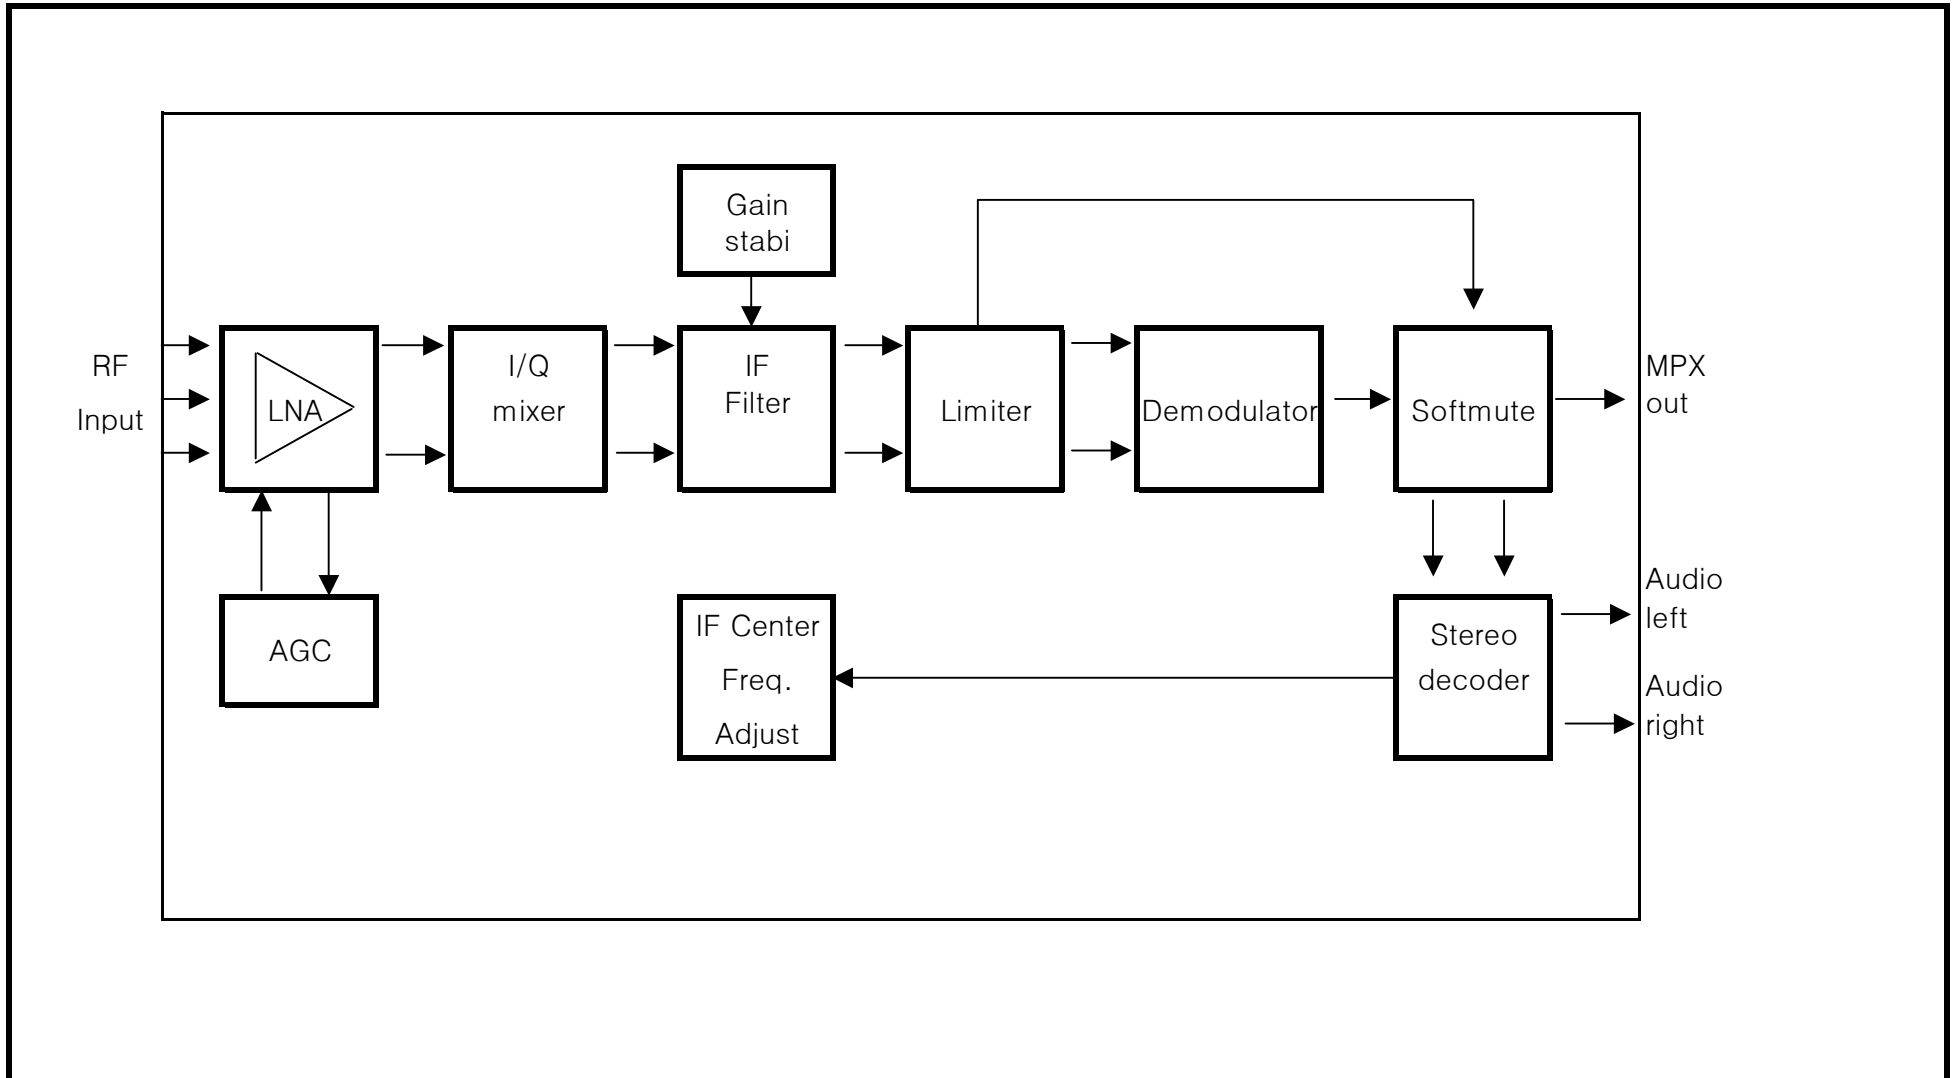 Gain
stabi
RF
Input
LNA
I/Q
mixer
IF
Filter
Limiter
Demodulator
Softmute
MPX
out
AGC
IF Center
Freq.
Adjust
Stereo
decoder
Audio
left
Audio
right